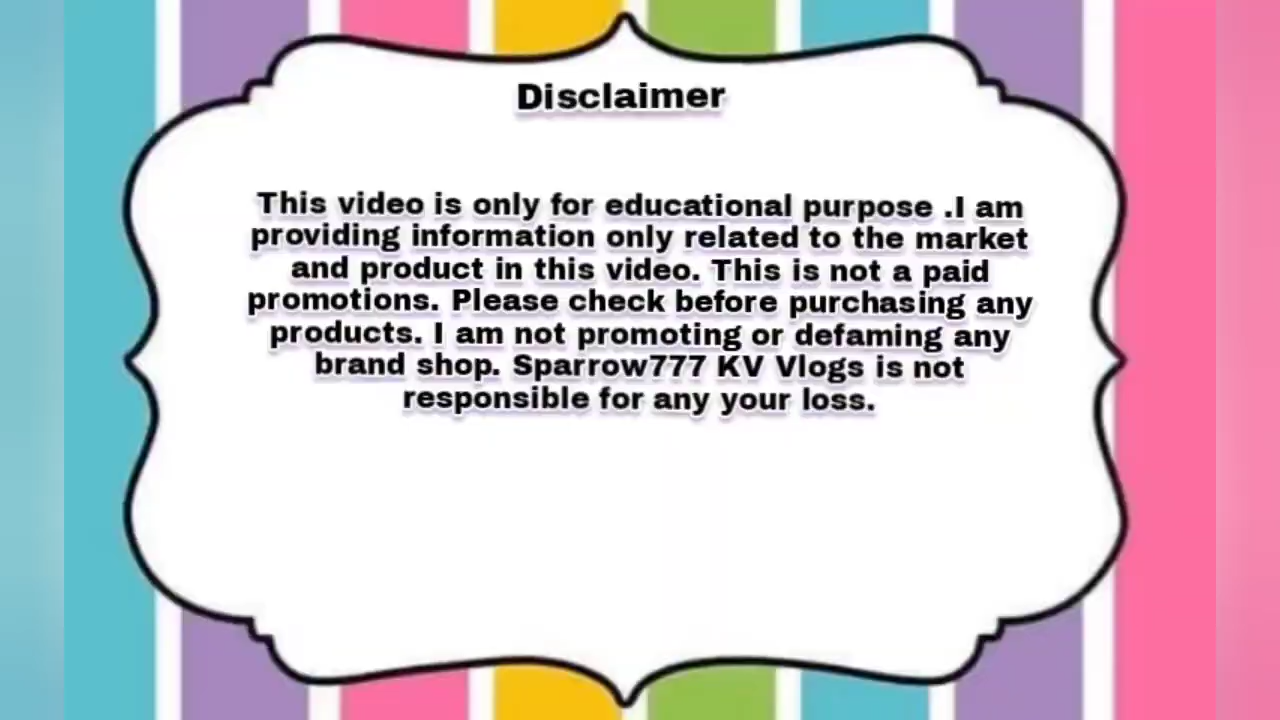 Disclaimer
This video is only for educational purpose .I am
providing information only related to the market
and product in this video. This is not a paid
promotions. Please check before purchasing any
products. I am not promoting or defaming any
brand shop. Sparrow777 KV Vlogs is not
responsible for any your loss.